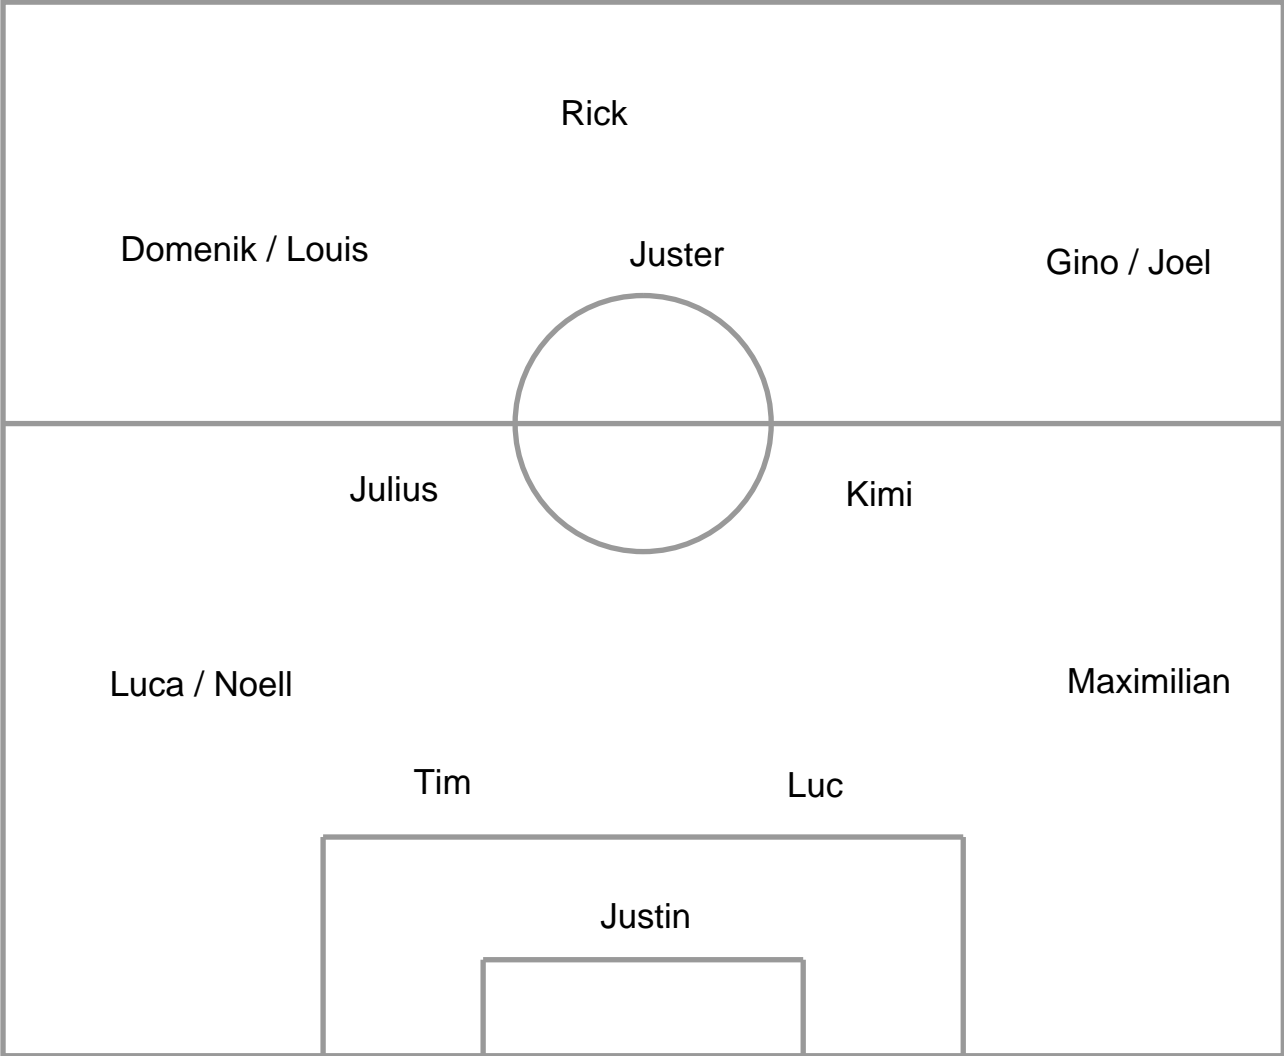 Rick
Domenik / Louis
Juster
Gino / Joel
Julius
Kimi
Luca / Noell
Maximilian
Tim
Luc
Justin